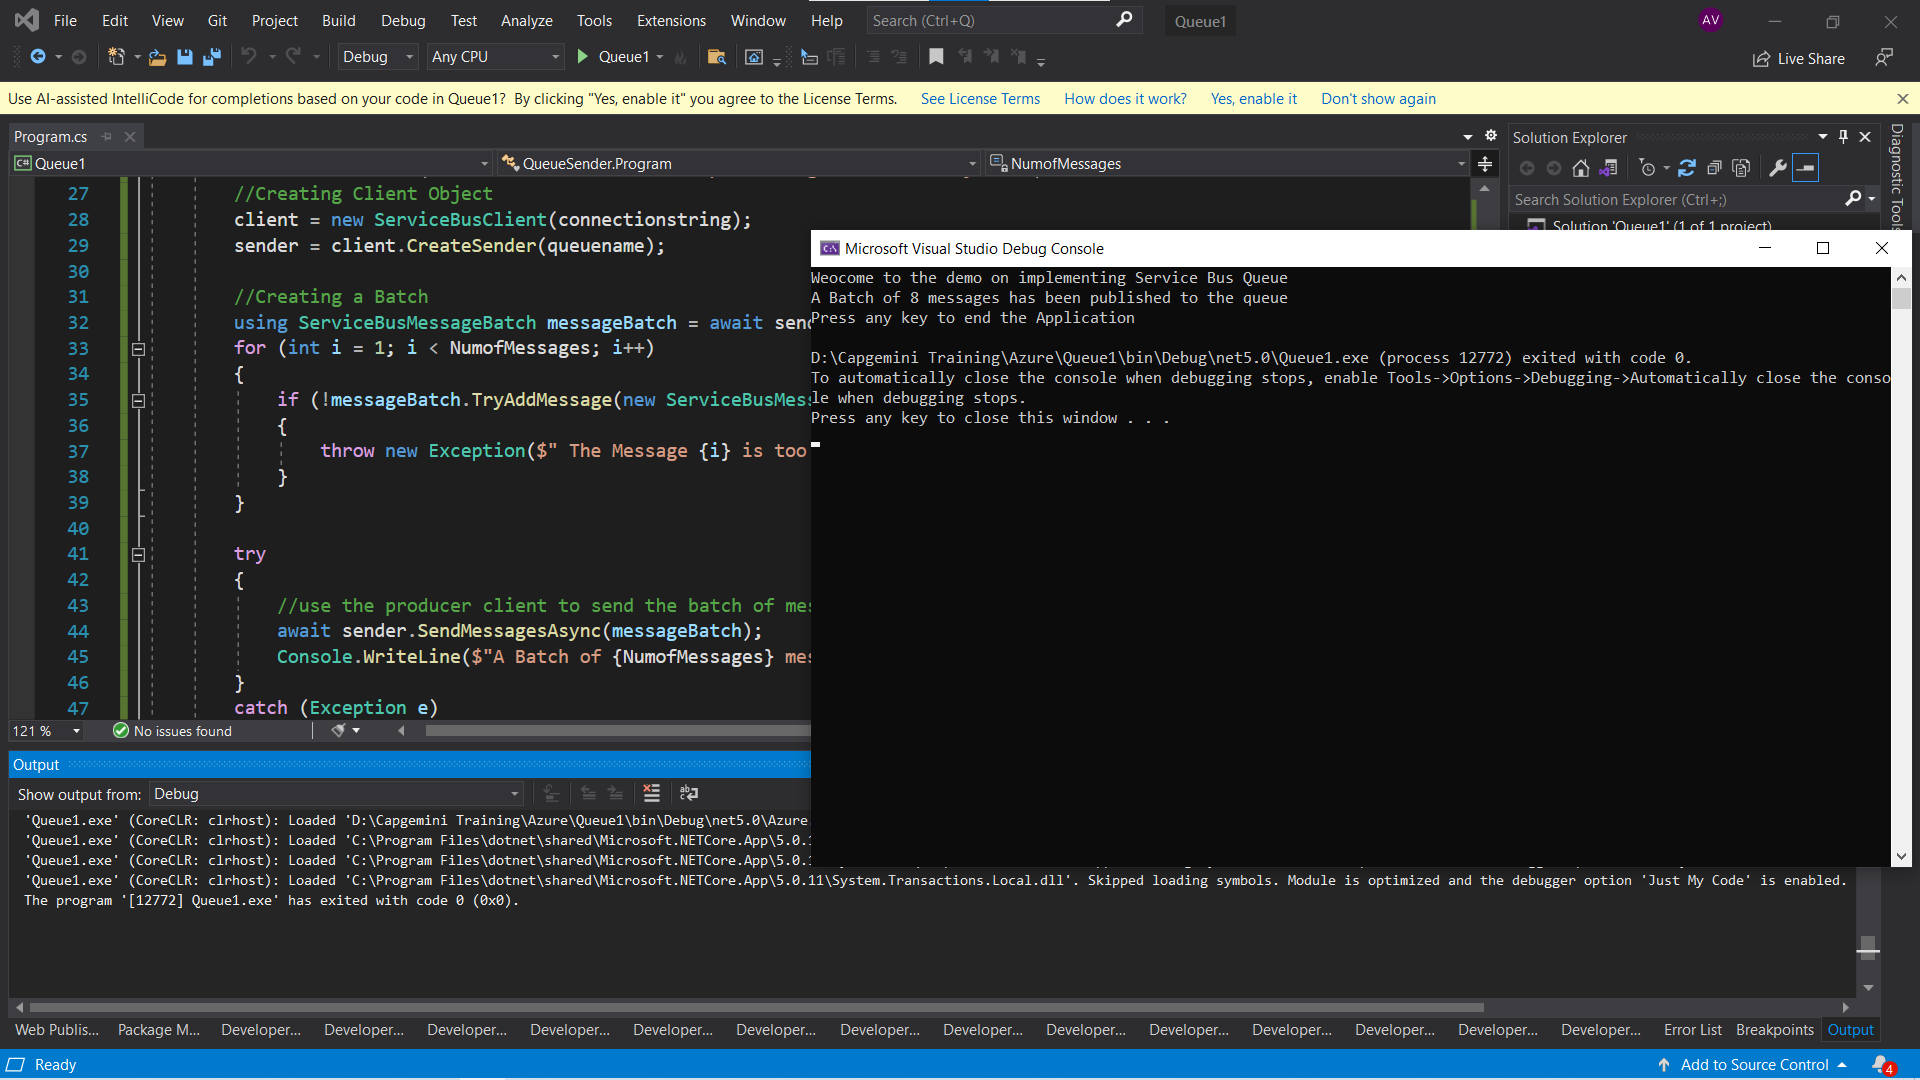 File Edit View Git Project Build Debug Test Analyze Tools Extensions Window Help Search (Ctrl+Q) Queue1 AV
Debug Any CPU Queue1 Live Share
Use AI-assisted IntelliCode for completions based on your code in Queue1? By clicking "Yes, enable it" you agree to the License Terms. See License Terms How does it work? Yes, enable it Don't show again
Program.cs
C# Queue1 QueueSender.Program NumofMessages
27 //Creating Client Object
28 client = new ServiceBusClient(connectionstring);
29 sender = client.CreateSender(queuename);
30
31 //Creating a Batch
32 using ServiceBusMessageBatch messageBatch = await send
33 for (int i = 1; i < NumofMessages; i++)
34 {
35 if (!messageBatch.TryAddMessage(new ServiceBusMess
36 {
37 throw new Exception($" The Message {i} is too
38 }
39 }
40
41 try
42 {
43 //use the producer client to send the batch of mes
44 await sender.SendMessagesAsync(messageBatch);
45 Console.WriteLine($"A Batch of {NumofMessages} mes
46 }
47 catch (Exception e)
121 % No issues found
Solution Explorer
Search Solution Explorer (Ctrl+;)
Solution 'Queue1' (1 of 1 project)
Diagnostic Tools
C:\ Microsoft Visual Studio Debug Console
Weocome to the demo on implementing Service Bus Queue
A Batch of 8 messages has been published to the queue
Press any key to end the Application
D:\Capgemini Training\Azure\Queue1\bin\Debug\net5.0\Queue1.exe (process 12772) exited with code 0.
To automatically close the console when debugging stops, enable Tools->Options->Debugging->Automatically close the conso
le when debugging stops.
Press any key to close this window . . .
Output
Show output from: Debug
'Queue1.exe' (CoreCLR: clrhost): Loaded 'D:\Capgemini Training\Azure\Queue1\bin\Debug\net5.0\Azure.
'Queue1.exe' (CoreCLR: clrhost): Loaded 'C:\Program Files\dotnet\shared\Microsoft.NETCore.App\5.0.1
'Queue1.exe' (CoreCLR: clrhost): Loaded 'C:\Program Files\dotnet\shared\Microsoft.NETCore.App\5.0.1
'Queue1.exe' (CoreCLR: clrhost): Loaded 'C:\Program Files\dotnet\shared\Microsoft.NETCore.App\5.0.11\System.Transactions.Local.dll'. Skipped loading symbols. Module is optimized and the debugger option 'Just My Code' is enabled.
The program '[12772] Queue1.exe' has exited with code 0 (0x0).
Web Publis... Package M... Developer... Developer... Developer... Developer... Developer... Developer... Developer... Developer... Developer... Developer... Developer... Developer... Developer... Developer... Error List Breakpoints Output
Ready Add to Source Control 4